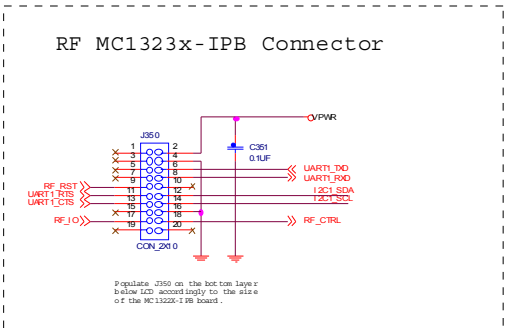 RF MC1323x-IPB Connector
VPWR
J350
C351
0.1UF
1 2
3 4
5 6
7 8
9 10
11 12
13 14
15 16
17 18
19 20
UART1_TXD
UART1_RXD
RF_RST
I2C1_SDA
UART1_RTS
I2C1_SCL
UART1_CTS
RF_IO
RF_CTRL
CON_2X10
Populate J350 on the bottom layer
below LCD accordingly to the size
of the MC1322X-IPB board.